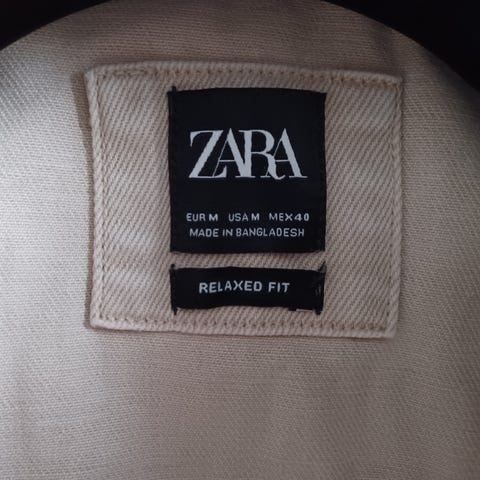 ZARA
EUR M USA M MEX 40
MADE IN BANGLADESH
RELAXED FIT